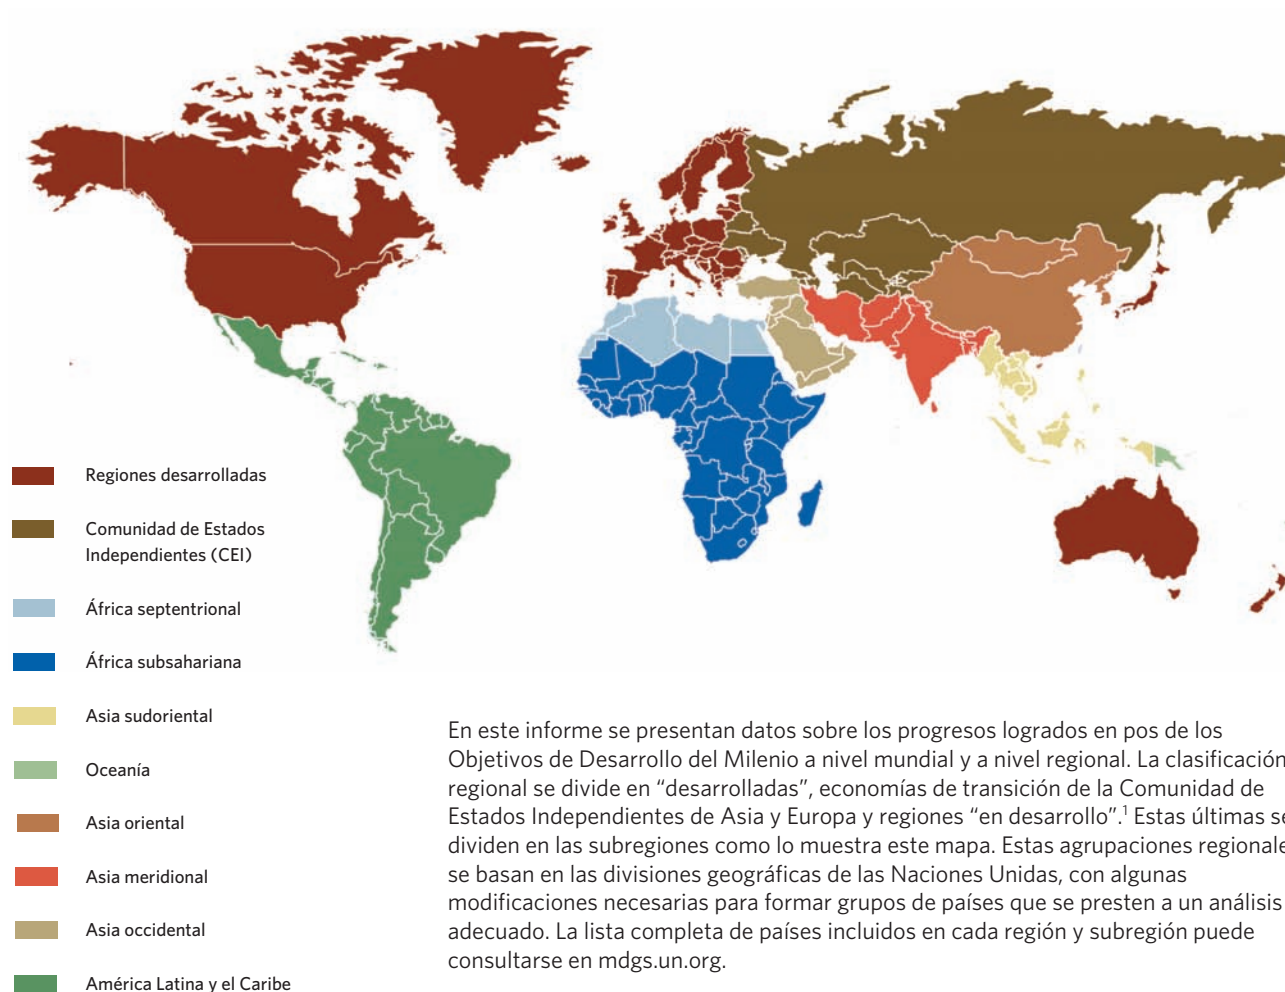 Regiones desarrolladas
Comunidad de Estados
Independientes (CEI)
África septentrional
África subsahariana
Asia sudoriental
Oceanía
Asia oriental
Asia meridional
Asia occidental
América Latina y el Caribe
En este informe se presentan datos sobre los progresos logrados en pos de los
Objetivos de Desarrollo del Milenio a nivel mundial y a nivel regional. La clasificación
regional se divide en “desarrolladas”, economías de transición de la Comunidad de
Estados Independientes de Asia y Europa y regiones “en desarrollo”.¹ Estas últimas se
dividen en las subregiones como lo muestra este mapa. Estas agrupaciones regionale
se basan en las divisiones geográficas de las Naciones Unidas, con algunas
modificaciones necesarias para formar grupos de países que se presten a un análisis
adecuado. La lista completa de países incluidos en cada región y subregión puede
consultarse en mdgs.un.org.